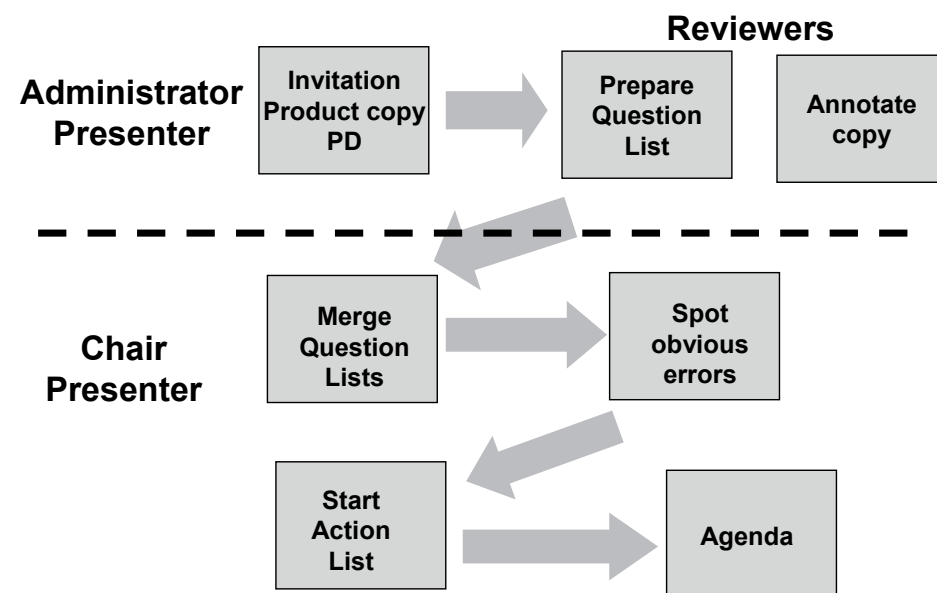 Reviewers
Administrator
Presenter
Invitation
Product copy
PD
Prepare
Question
List
Annotate
copy
Chair
Presenter
Merge
Question
Lists
Spot
obvious
errors
Start
Action
List
Agenda